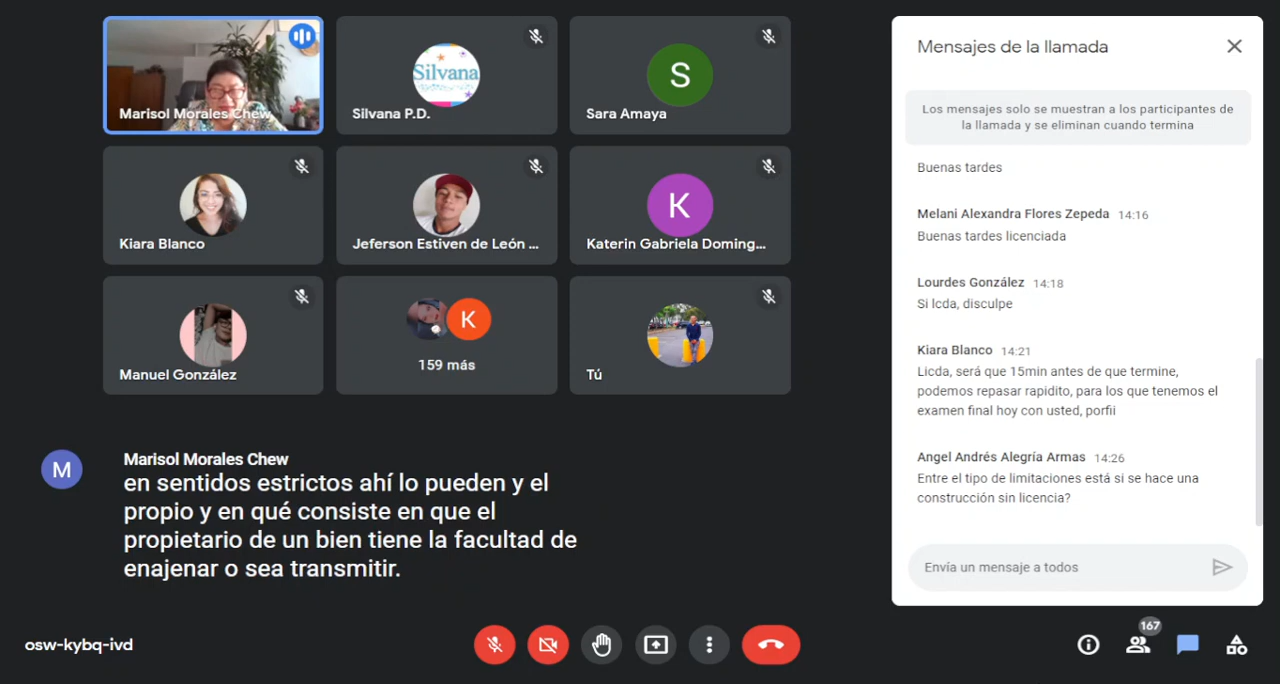 Marisol Morales Chew
Silvana
Silvana P.D.
S
Sara Amaya
Kiara Blanco
Jeferson Estiven de León ...
K
Katerin Gabriela Doming...
Manuel González
K
159 más
Tú
M
Marisol Morales Chew
en sentidos estrictos ahí lo pueden y el
propio y en qué consiste en que el
propietario de un bien tiene la facultad de
enajenar o sea transmitir.
osw-kybq-ivd
Mensajes de la llamada
Los mensajes solo se muestran a los participantes de
la llamada y se eliminan cuando termina
Buenas tardes
Melani Alexandra Flores Zepeda 14:16
Buenas tardes licenciada
Lourdes González 14:18
Si lcda, disculpe
Kiara Blanco 14:21
Licda, será que 15min antes de que termine,
podemos repasar rapidito, para los que tenemos el
examen final hoy con usted, porfii
Angel Andrés Alegría Armas 14:26
Entre el tipo de limitaciones está si se hace una
construcción sin licencia?
Envía un mensaje a todos
167